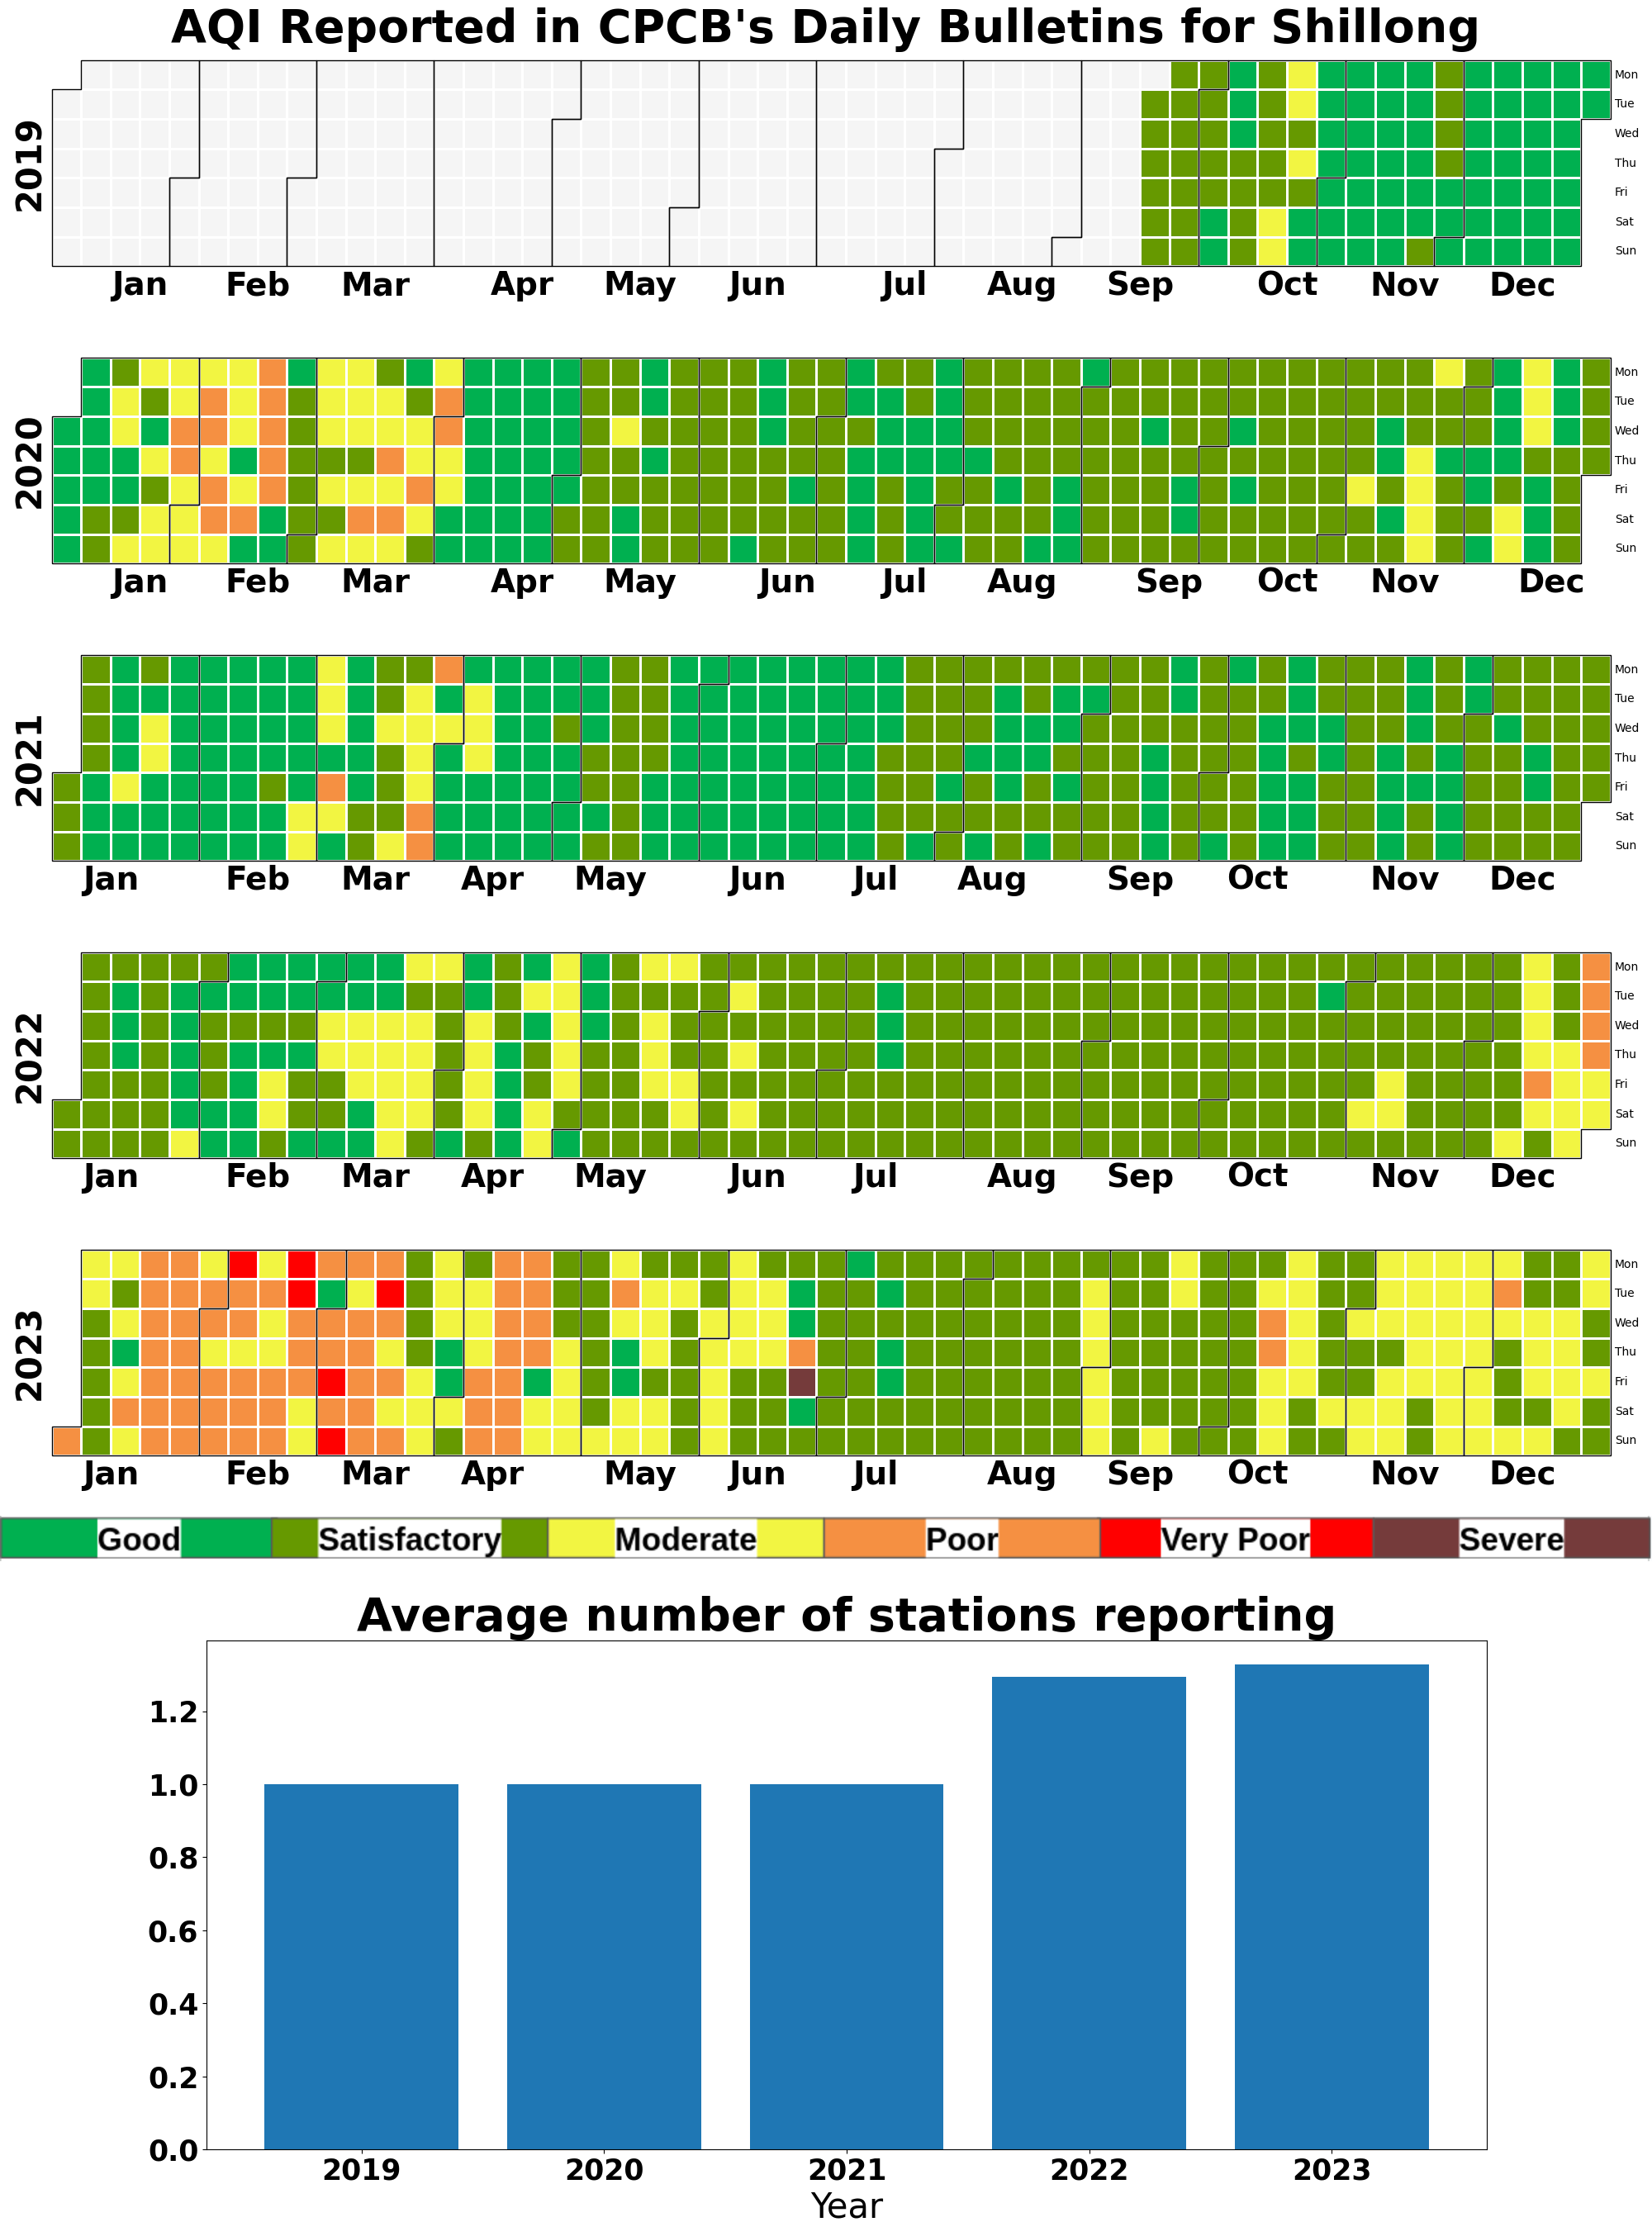 AQI Reported in CPCB's Daily Bulletins for Shillong
2019
Mon
Tue
Wed
Thu
Fri
Sat
Sun
Jan Feb Mar Apr May Jun Jul Aug Sep Oct Nov Dec
2020
Mon
Tue
Wed
Thu
Fri
Sat
Sun
Jan Feb Mar Apr May Jun Jul Aug Sep Oct Nov Dec
2021
Mon
Tue
Wed
Thu
Fri
Sat
Sun
Jan Feb Mar Apr May Jun Jul Aug Sep Oct Nov Dec
2022
Mon
Tue
Wed
Thu
Fri
Sat
Sun
Jan Feb Mar Apr May Jun Jul Aug Sep Oct Nov Dec
2023
Mon
Tue
Wed
Thu
Fri
Sat
Sun
Jan Feb Mar Apr May Jun Jul Aug Sep Oct Nov Dec
Good Satisfactory Moderate Poor Very Poor Severe
Average number of stations reporting
1.2
1.0
0.8
0.6
0.4
0.2
0.0
2019 2020 2021 2022 2023
Year